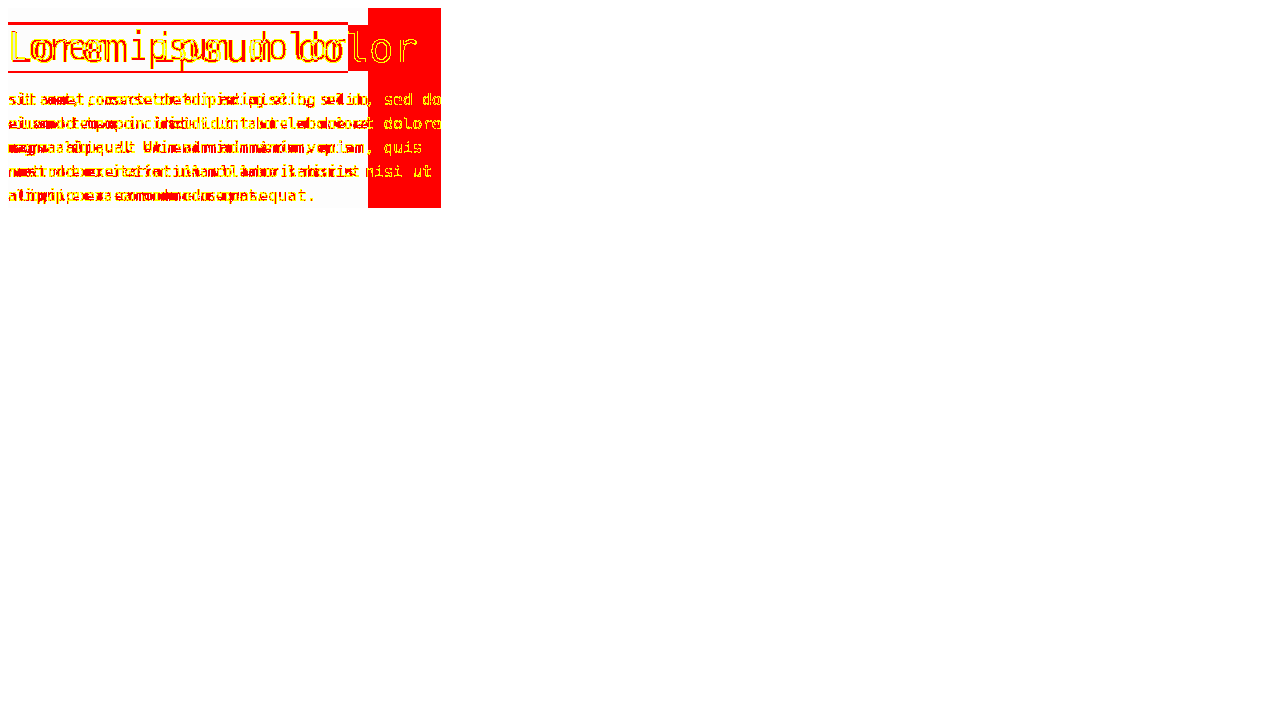 Lorem ipsum dolor
sit amet, consectetur adipiscing elit, sed do
eiusmod tempor incididunt ut labore et dolore
magna aliqua. Ut enim ad minim veniam, quis
nostrud exercitation ullamco laboris nisi ut
aliquip ex ea commodo consequat.